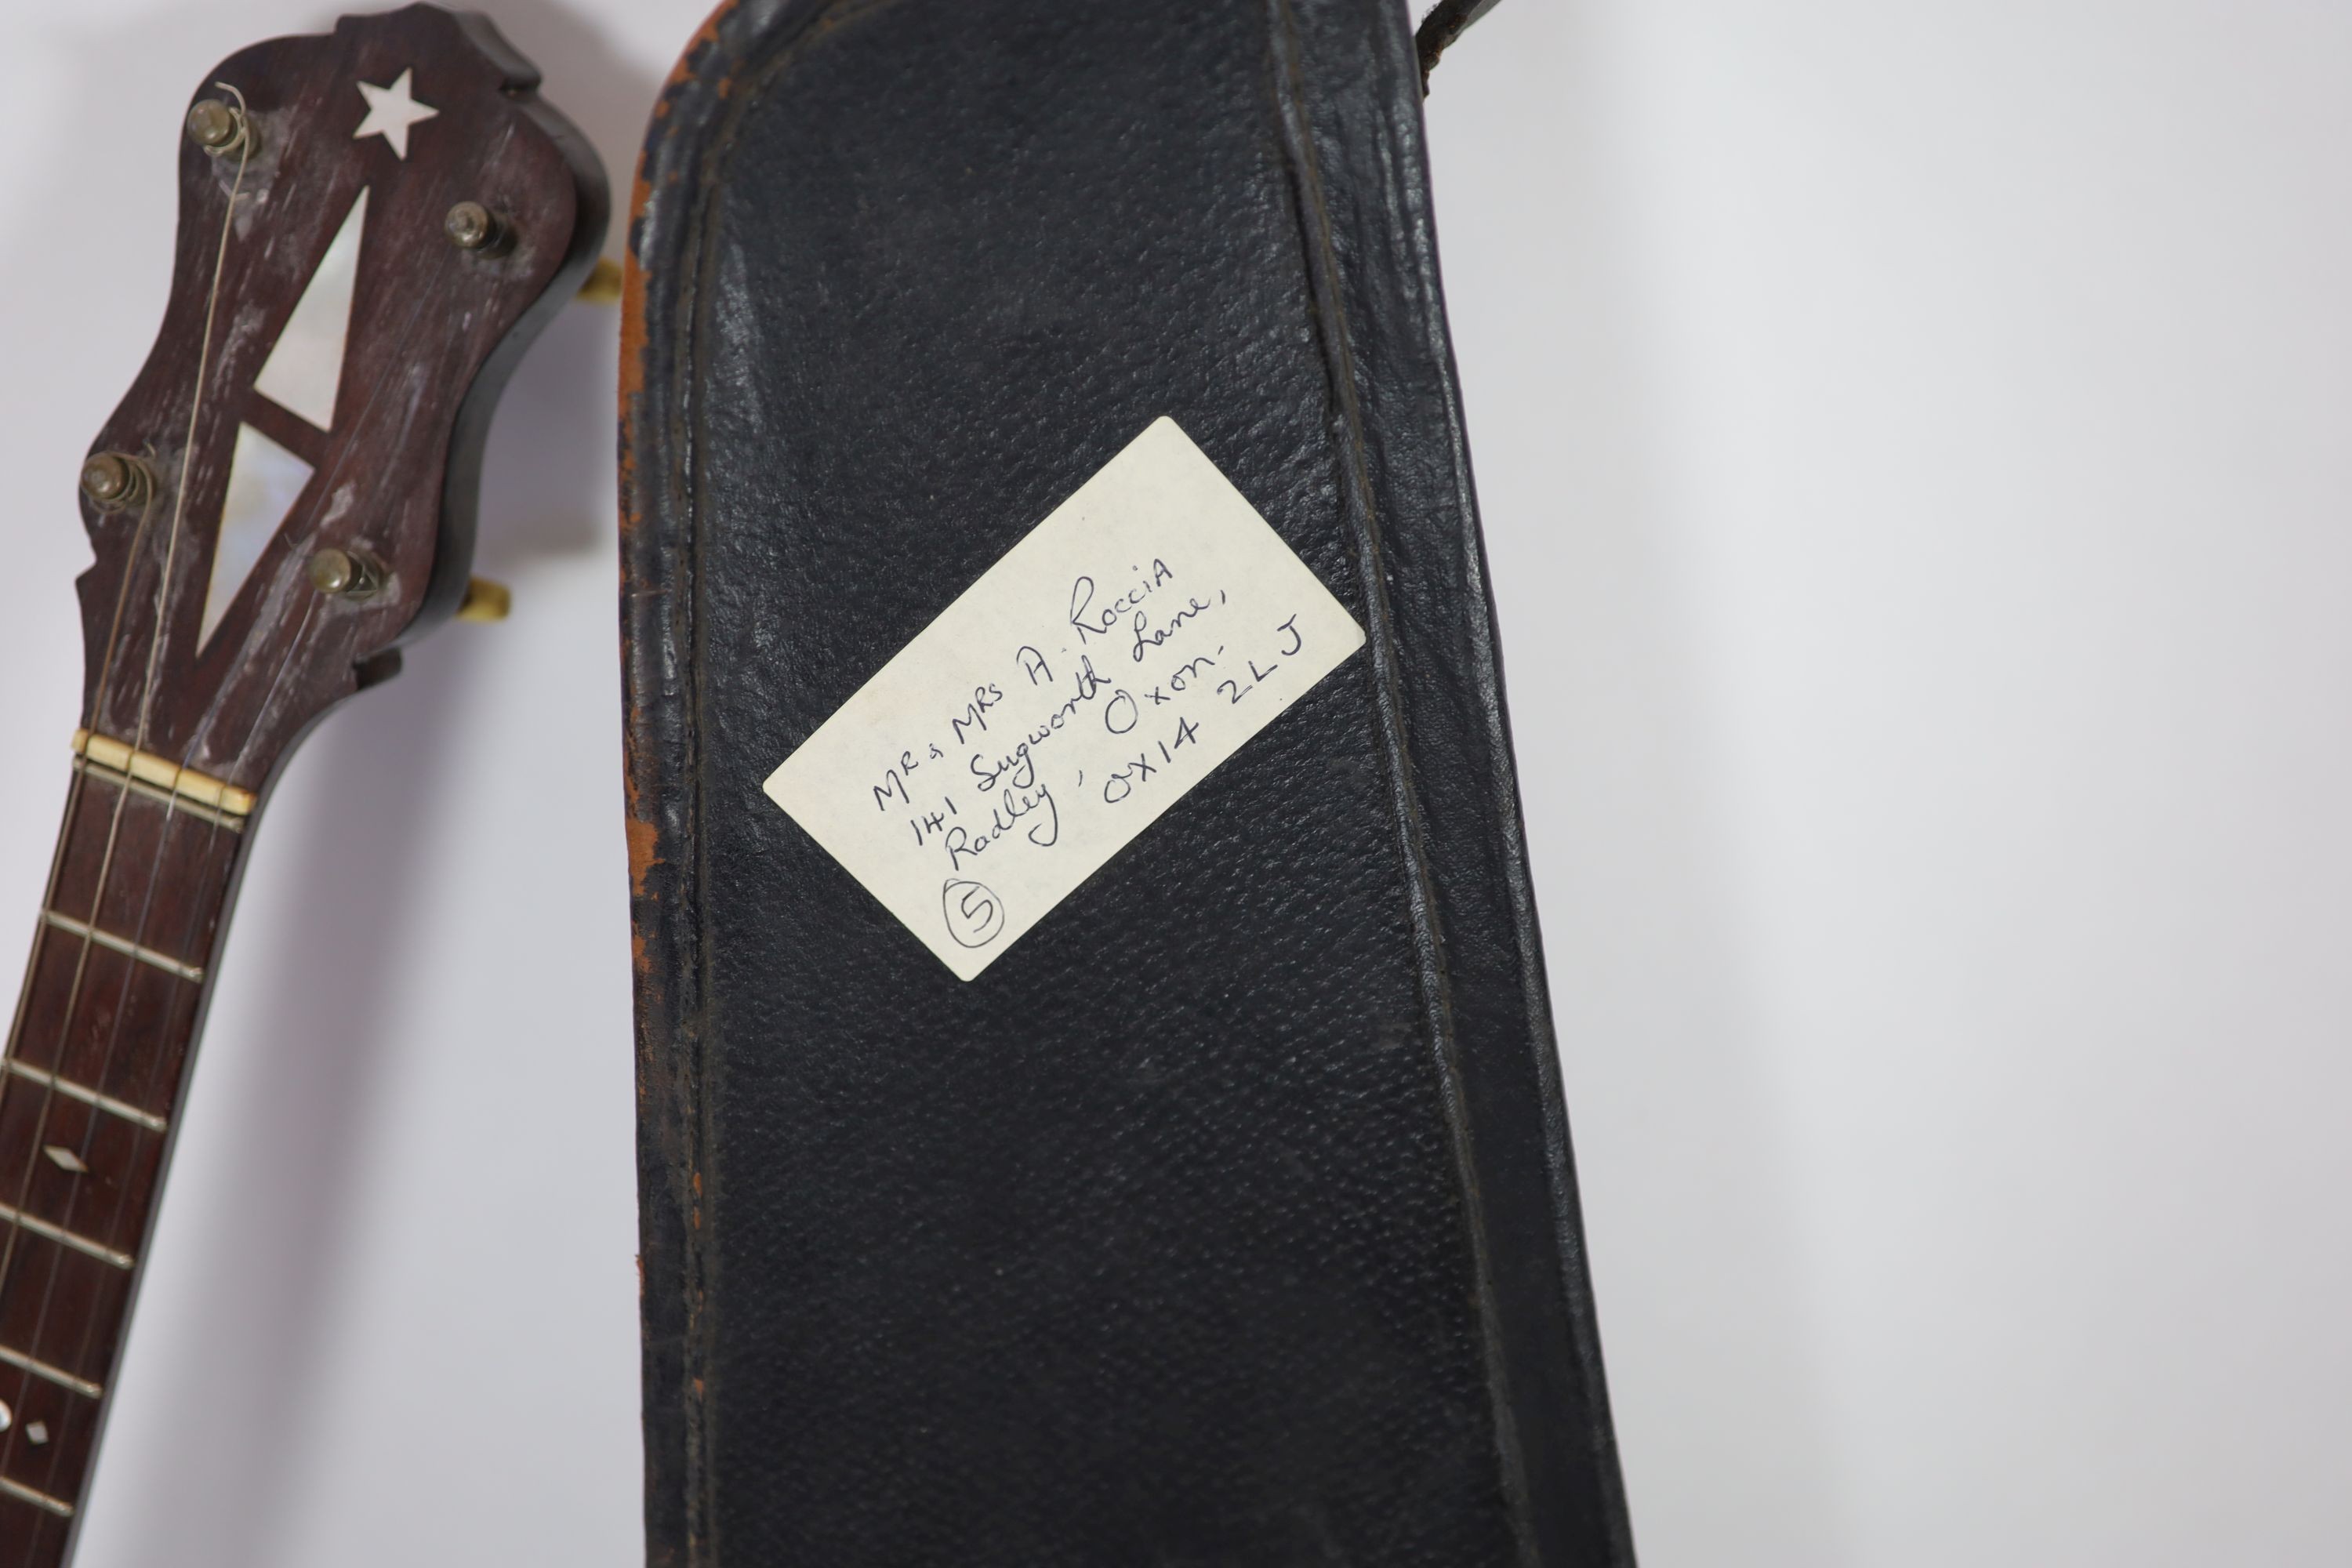 MR & MRS A. ROCCIA
141 Sugworth Lane,
Radley, Oxon.
OX14 2LJ
5